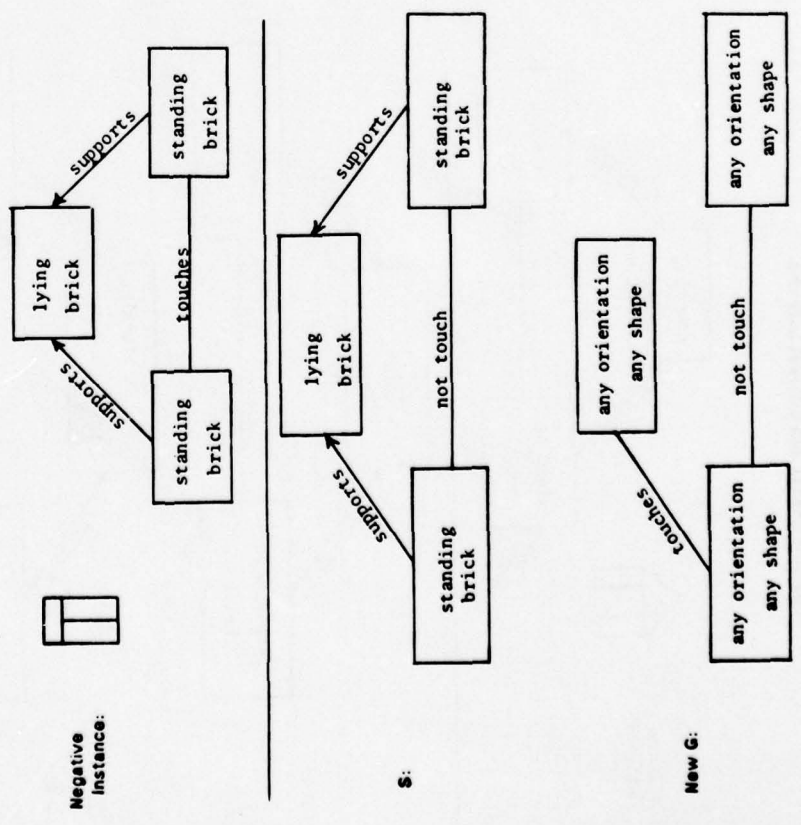 Negative
Instance:
lying
brick
supports
supports
standing
brick
touches
standing
brick
S:
lying
brick
supports
supports
standing
brick
not touch
standing
brick
New G:
any orientation
any shape
touches
any orientation
any shape
not touch
any orientation
any shape